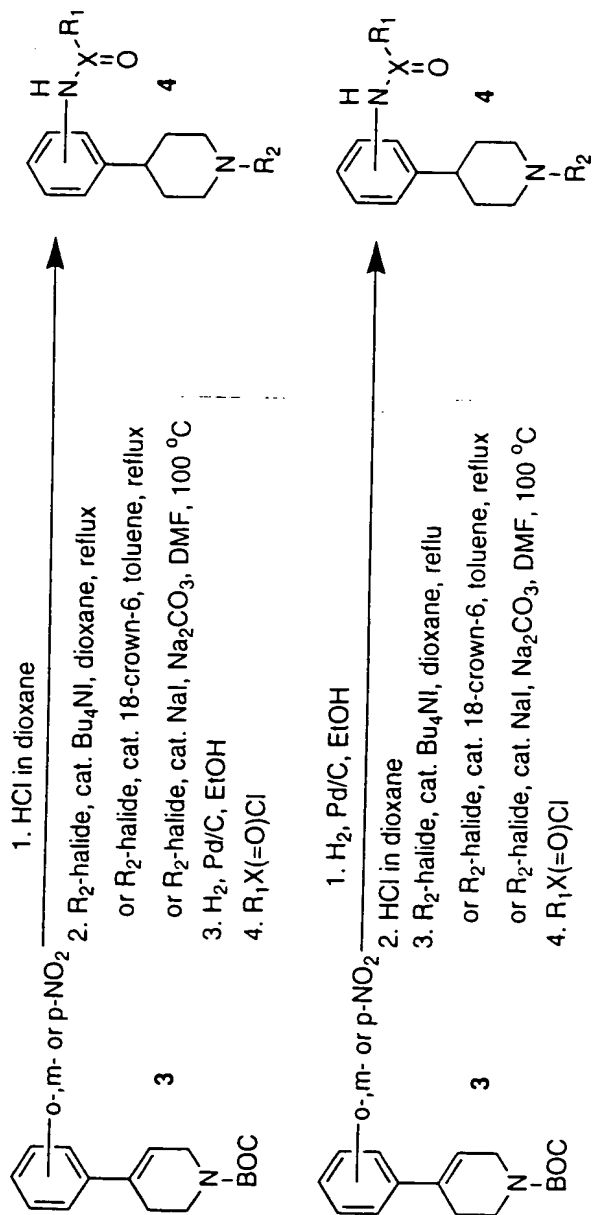 1. HCl in dioxane
o-,m- or p-NO₂
2. R₂-halide, cat. Bu₄NI, dioxane, reflux
or R₂-halide, cat. 18-crown-6, toluene, reflux
or R₂-halide, cat. NaI, Na₂CO₃, DMF, 100 °C
3. H₂, Pd/C, EtOH
4. R₁X(=O)Cl
3
N
BOC
H
N
X
R₁
=O
4
N
R₂
1. H₂, Pd/C, EtOH
o-,m- or p-NO₂
2. HCl in dioxane
3. R₂-halide, cat. Bu₄NI, dioxane, reflu
or R₂-halide, cat. 18-crown-6, toluene, reflux
or R₂-halide, cat. NaI, Na₂CO₃, DMF, 100 °C
4. R₁X(=O)Cl
3
N
BOC
H
N
X
R₁
=O
4
N
R₂